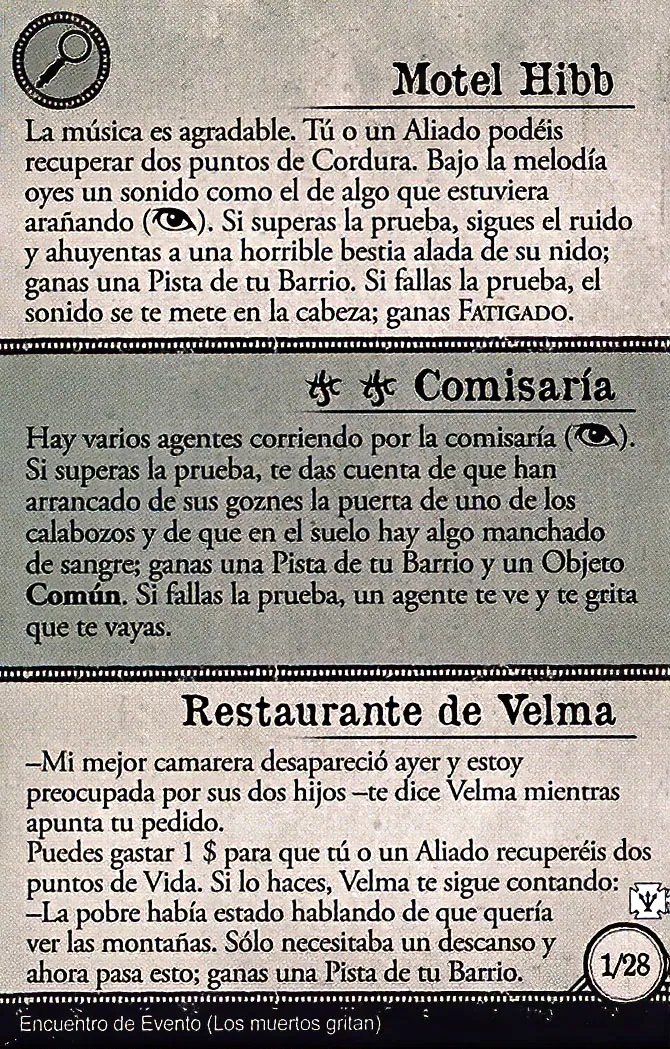 Motel Hibb
La música es agradable. Tú o un Aliado podéis
recuperar dos puntos de Cordura. Bajo la melodía
oyes un sonido como el de algo que estuviera
arañando (). Si superas la prueba, sigues el ruido
y ahuyentas a una horrible bestia alada de su nido;
ganas una Pista de tu Barrio. Si fallas la prueba, el
sonido se te mete en la cabeza; ganas FATIGADO.
Comisaría
Hay varios agentes corriendo por la comisaría ().
Si superas la prueba, te das cuenta de que han
arrancado de sus goznes la puerta de uno de los
calabozos y de que en el suelo hay algo manchado
de sangre; ganas una Pista de tu Barrio y un Objeto
Común. Si fallas la prueba, un agente te ve y te grita
que te vayas.
Restaurante de Velma
–Mi mejor camarera desapareció ayer y estoy
preocupada por sus dos hijos –te dice Velma mientras
apunta tu pedido.
Puedes gastar 1 $ para que tú o un Aliado recuperéis dos
puntos de Vida. Si lo haces, Velma te sigue contando:
–La pobre había estado hablando de que quería
ver las montañas. Sólo necesitaba un descanso y
ahora pasa esto; ganas una Pista de tu Barrio.
1/28
Encuentro de Evento (Los muertos gritan)